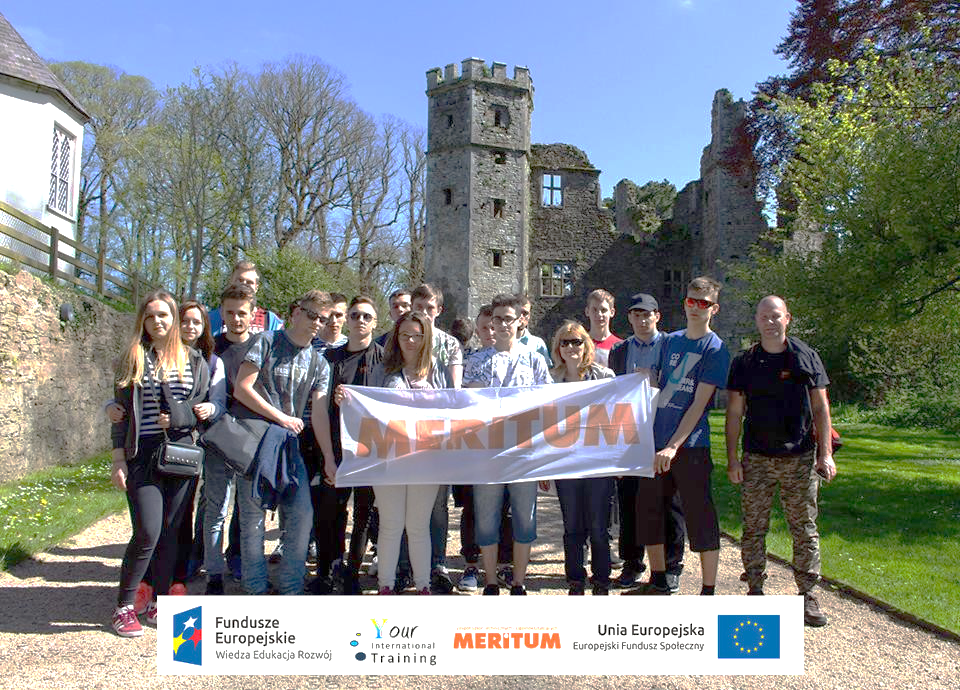 MERITUM
Fundusze
Europejskie
Wiedza Edukacja Rozwój
Your
International
Training
MERITUM
Unia Europejska
Europejski Fundusz Społeczny